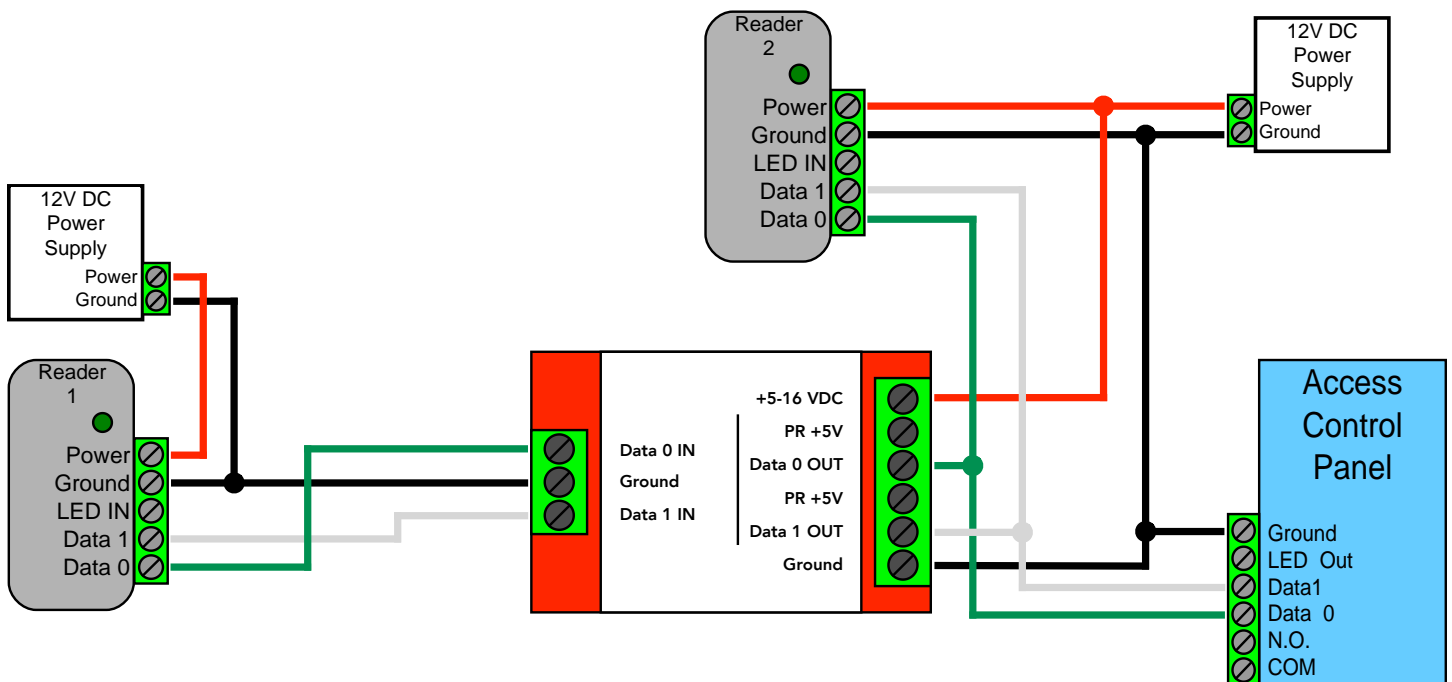 Reader
2
Power
Ground
LED IN
Data 1
Data 0
12V DC
Power
Supply
Power
Ground
12V DC
Power
Supply
Power
Ground
Reader
1
Power
Ground
LED IN
Data 1
Data 0
Data 0 IN
Ground
Data 1 IN
+5-16 VDC
PR +5V
Data 0 OUT
PR +5V
Data 1 OUT
Ground
Access
Control
Panel
Ground
LED Out
Data1
Data 0
N.O.
COM